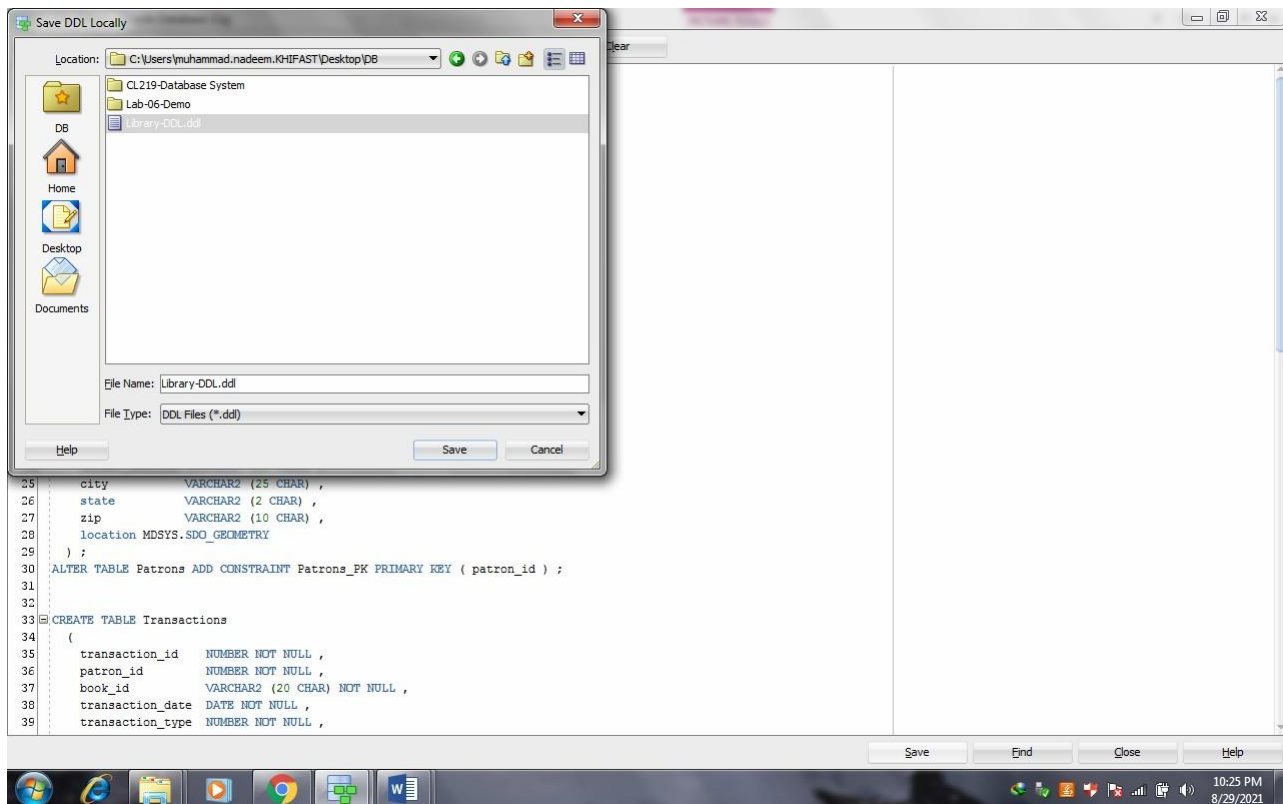 Save DDL Locally
Clear
Location: C:\Users\muhammad.nadeem.KHIFAST\Desktop\DB
CL219-Database System
Lab-06-Demo
Library-DDL.ddl
DB
Home
Desktop
Documents
File Name: Library-DDL.ddl
File Type: DDL Files (*.ddl)
Help Save Cancel
25 city VARCHAR2 (25 CHAR) ,
26 state VARCHAR2 (2 CHAR) ,
27 zip VARCHAR2 (10 CHAR) ,
28 location MDSYS.SDO_GEOMETRY
29 ) ;
30 ALTER TABLE Patrons ADD CONSTRAINT Patrons_PK PRIMARY KEY ( patron_id ) ;
31
32
33 CREATE TABLE Transactions
34 (
35 transaction_id NUMBER NOT NULL ,
36 patron_id NUMBER NOT NULL ,
37 book_id VARCHAR2 (20 CHAR) NOT NULL ,
38 transaction_date DATE NOT NULL ,
39 transaction_type NUMBER NOT NULL ,
Save Find Close Help
10:25 PM
8/29/2021